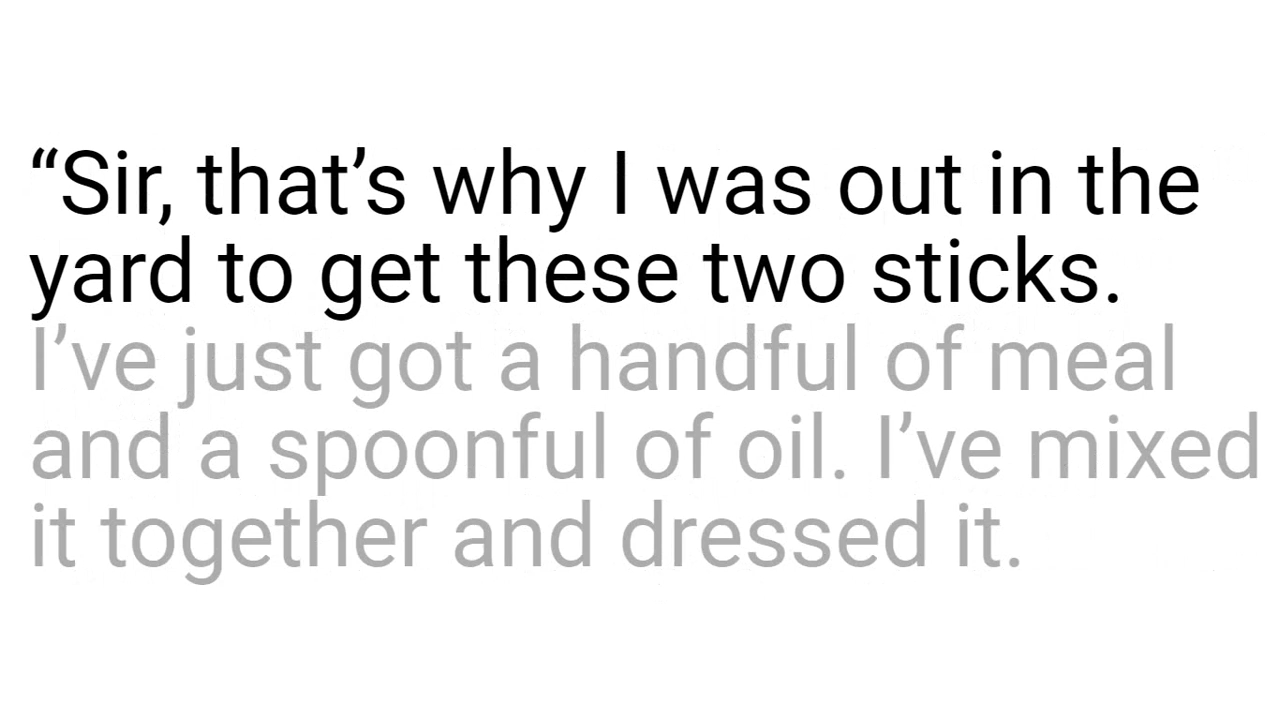 “Sir, that’s why I was out in the
yard to get these two sticks.
I’ve just got a handful of meal
and a spoonful of oil. I’ve mixed
it together and dressed it.